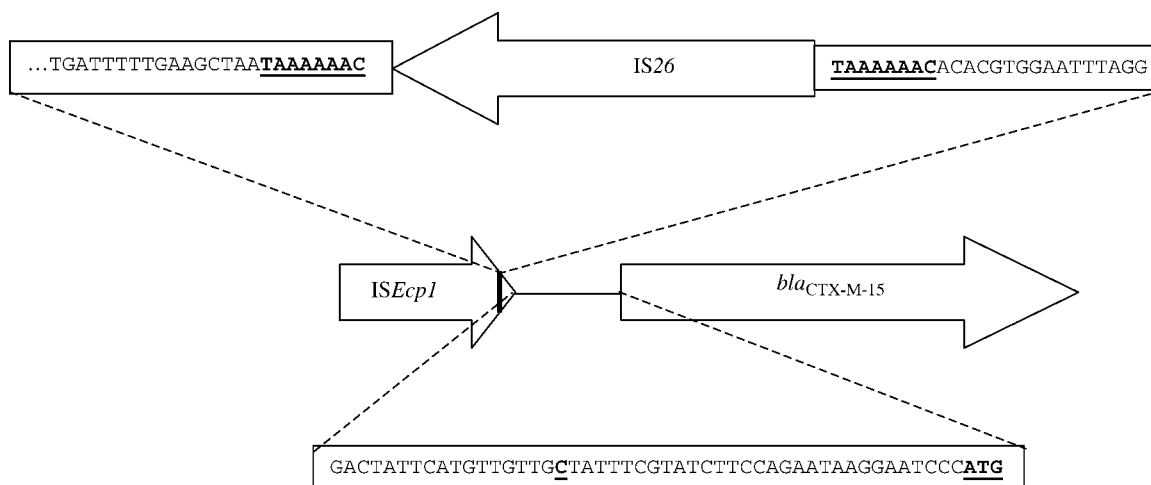 ...TGATTTTTGAAGCTAATAAAAAAC
IS26
TAAAAAACACACGTGGAATTTAGG
ISEcp1
blaCTX-M-15
GACTATTCATGTTGTTGCTATTTCGTATCTTCCAGAATAAGGAATCCCATG